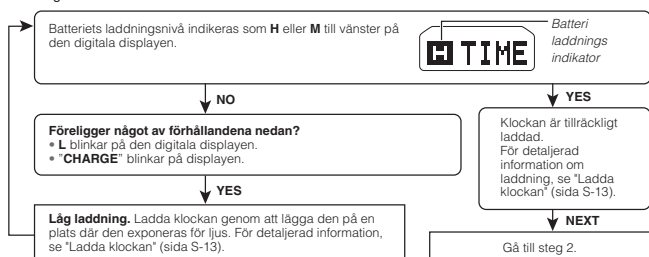 Batteriets laddningsnivå indikeras som H eller M till vänster på
den digitala displayen.
H TIME
Batteri
laddnings
indikator
NO
YES
Föreligger något av förhållandena nedan?
• L blinkar på den digitala displayen.
• "CHARGE" blinkar på displayen.
Klockan är tillräckligt
laddad.
För detaljerad
information om
laddning, se "Ladda
klockan" (sida S-13).
YES
Låg laddning. Ladda klockan genom att lägga den på en
plats där den exponeras för ljus. För detaljerad information,
se "Ladda klockan" (sida S-13).
NEXT
Gå till steg 2.